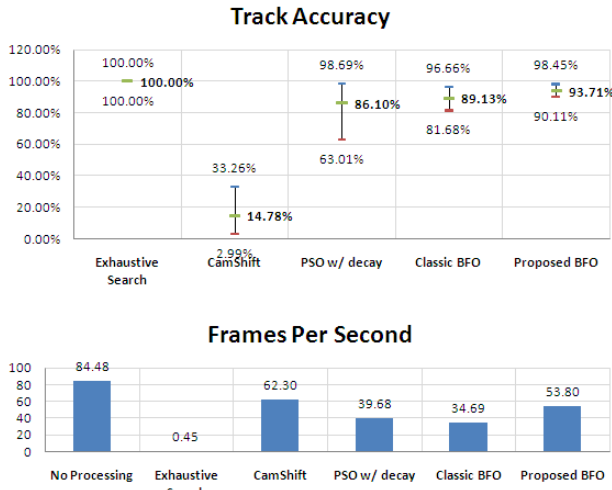 Track Accuracy
120.00%
100.00%
80.00%
60.00%
40.00%
20.00%
0.00%
100.00%
100.00%
100.00%
33.26%
14.78%
2.99%
98.69%
86.10%
63.01%
96.66%
89.13%
81.68%
98.45%
93.71%
90.11%
Exhaustive
Search
CamShift
PSO w/ decay
Classic BFO
Proposed BFO
Frames Per Second
100
80
60
40
20
0
84.48
0.45
62.30
39.68
34.69
53.80
No Processing
Exhaustive
CamShift
PSO w/ decay
Classic BFO
Proposed BFO